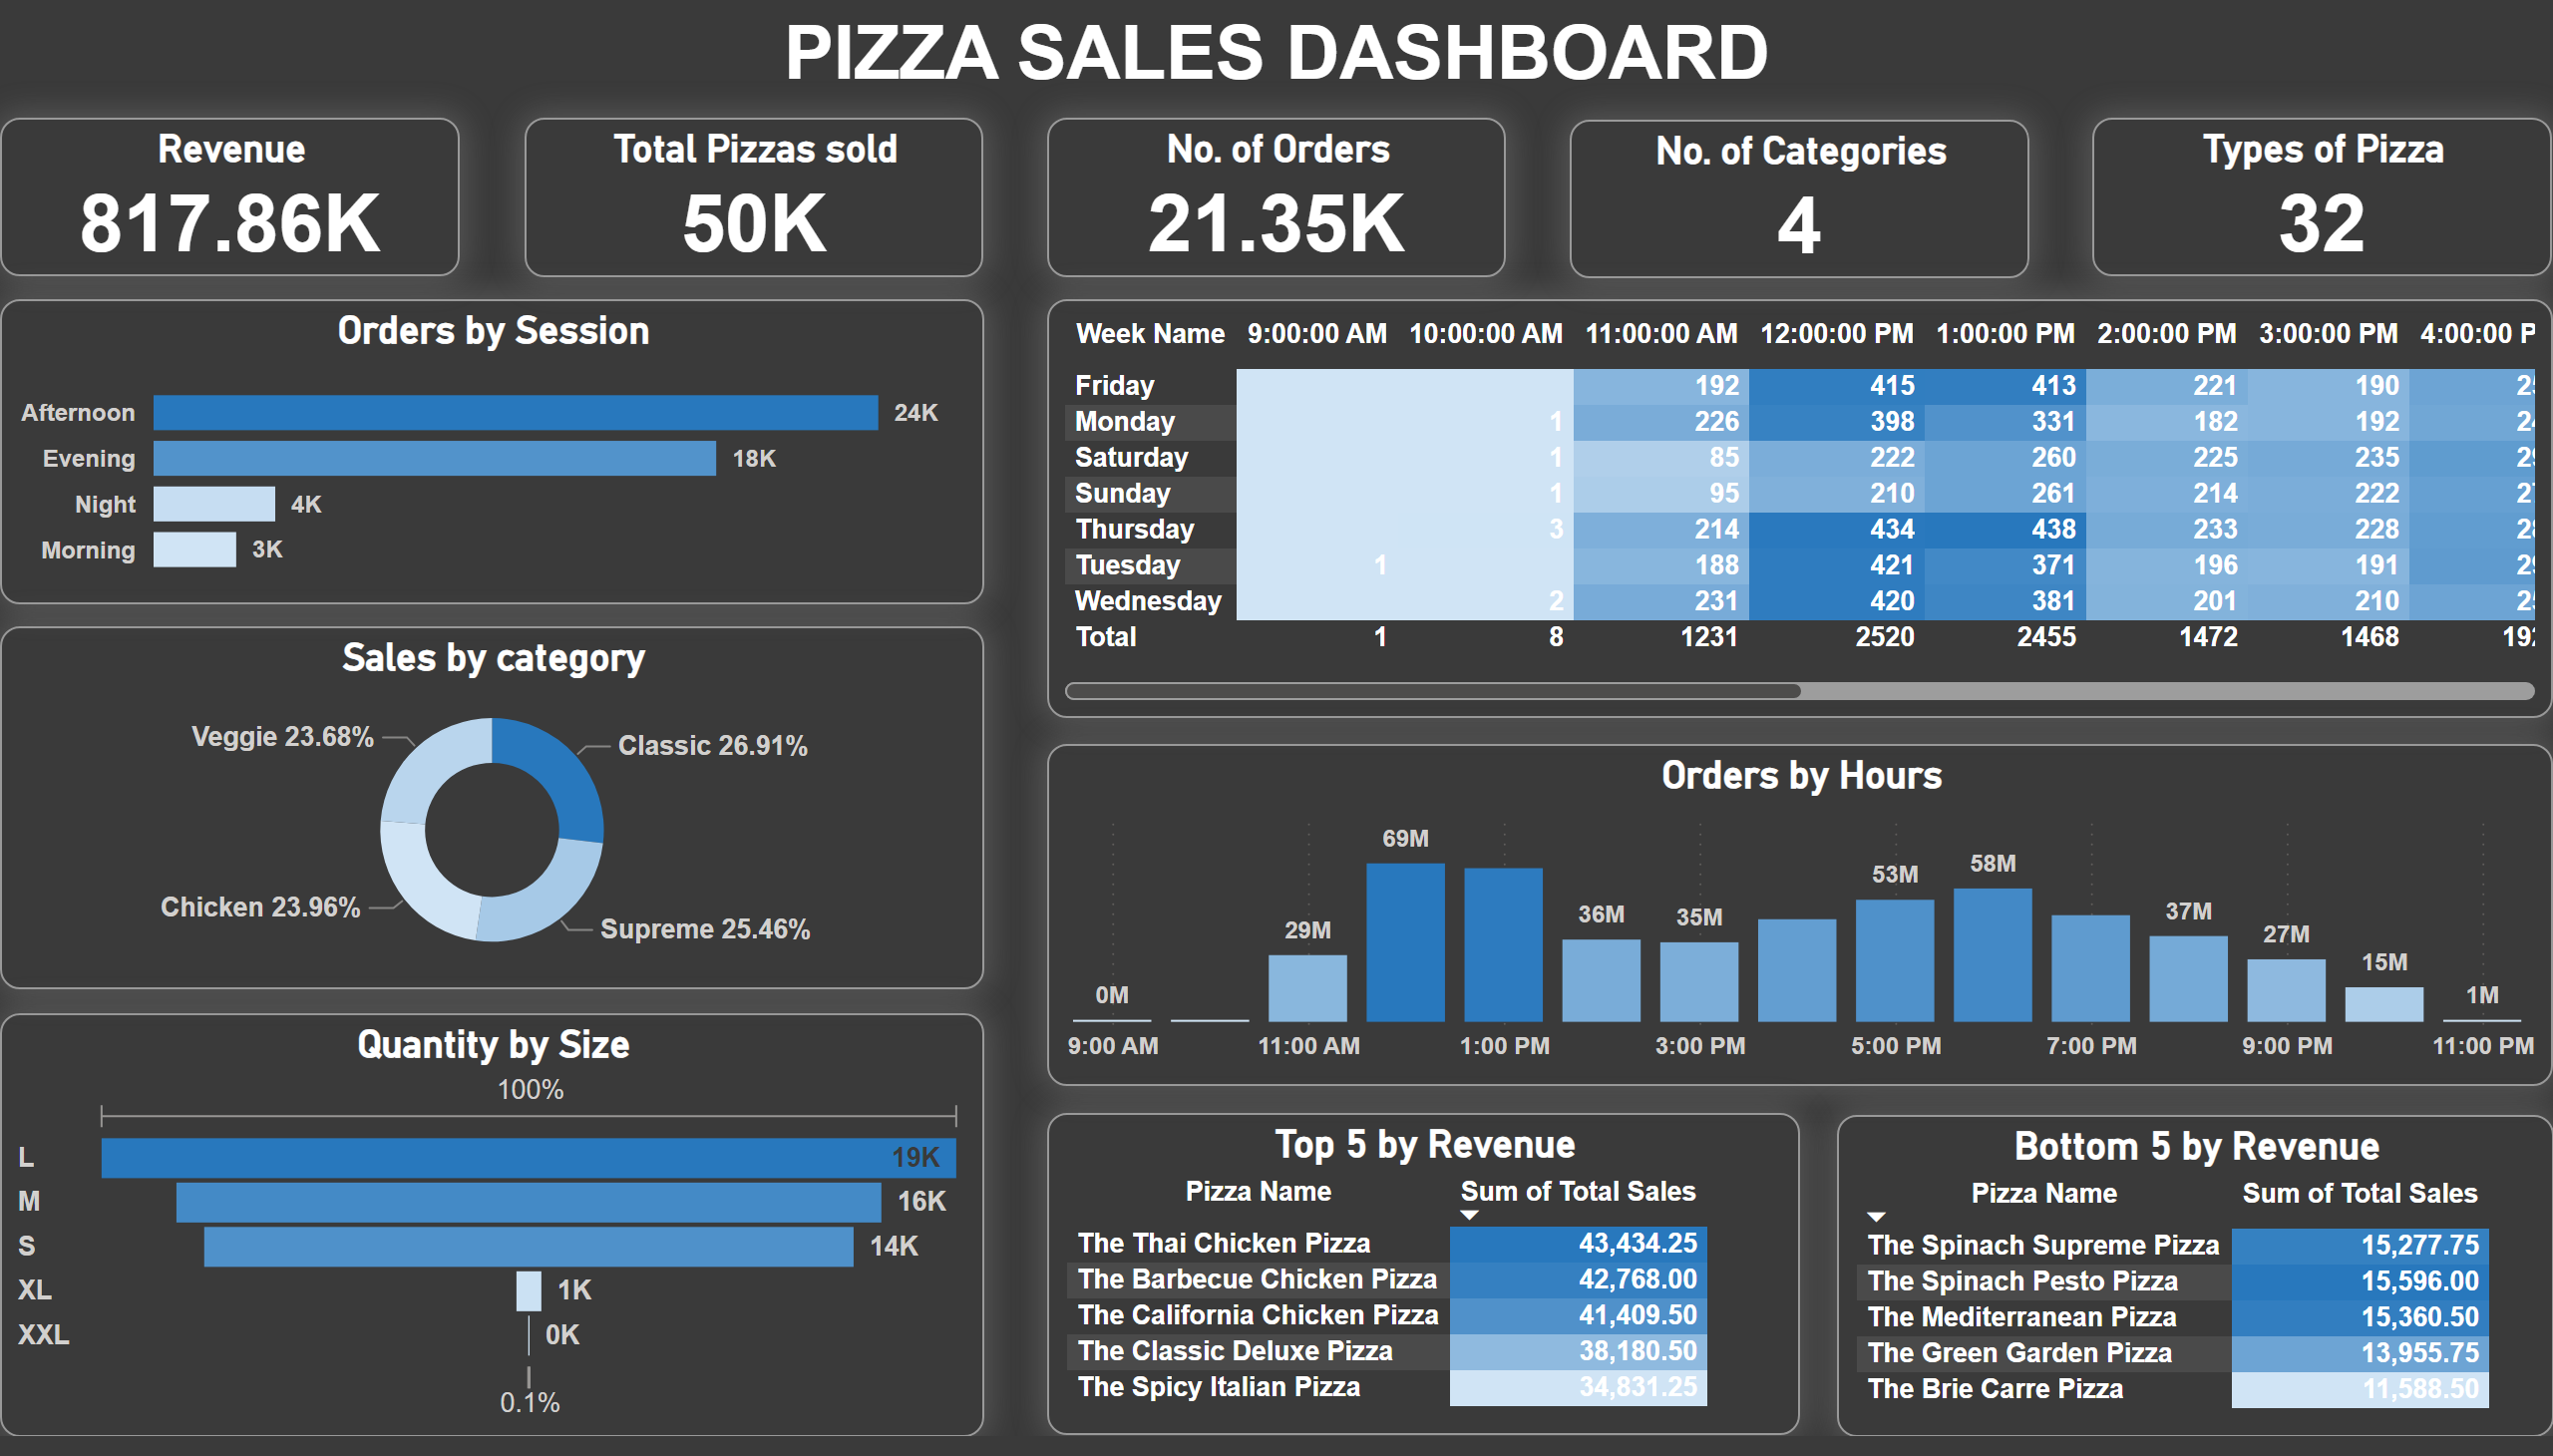 PIZZA SALES DASHBOARD
Revenue
817.86K
Total Pizzas sold
50K
No. of Orders
21.35K
No. of Categories
4
Types of Pizza
32
Orders by Session
Afternoon 24K
Evening 18K
Night 4K
Morning 3K
Sales by category
Veggie 23.68%
Classic 26.91%
Chicken 23.96%
Supreme 25.46%
Quantity by Size
100%
L 19K
M 16K
S 14K
XL 1K
XXL 0K
0.1%
Week Name 9:00:00 AM 10:00:00 AM 11:00:00 AM 12:00:00 PM 1:00:00 PM 2:00:00 PM 3:00:00 PM 4:00:00 P
Friday 192 415 413 221 190
Monday 1 226 398 331 182 192
Saturday 1 85 222 260 225 235
Sunday 1 95 210 261 214 222
Thursday 3 214 434 438 233 228
Tuesday 1 188 421 371 196 191
Wednesday 2 231 420 381 201 210
Total 1 8 1231 2520 2455 1472 1468
Orders by Hours
0M 29M 69M 36M 35M 53M 58M 37M 27M 15M 1M
9:00 AM 11:00 AM 1:00 PM 3:00 PM 5:00 PM 7:00 PM 9:00 PM 11:00 PM
Top 5 by Revenue
Pizza Name Sum of Total Sales
The Thai Chicken Pizza 43,434.25
The Barbecue Chicken Pizza 42,768.00
The California Chicken Pizza 41,409.50
The Classic Deluxe Pizza 38,180.50
The Spicy Italian Pizza 34,831.25
Bottom 5 by Revenue
Pizza Name Sum of Total Sales
The Spinach Supreme Pizza 15,277.75
The Spinach Pesto Pizza 15,596.00
The Mediterranean Pizza 15,360.50
The Green Garden Pizza 13,955.75
The Brie Carre Pizza 11,588.50